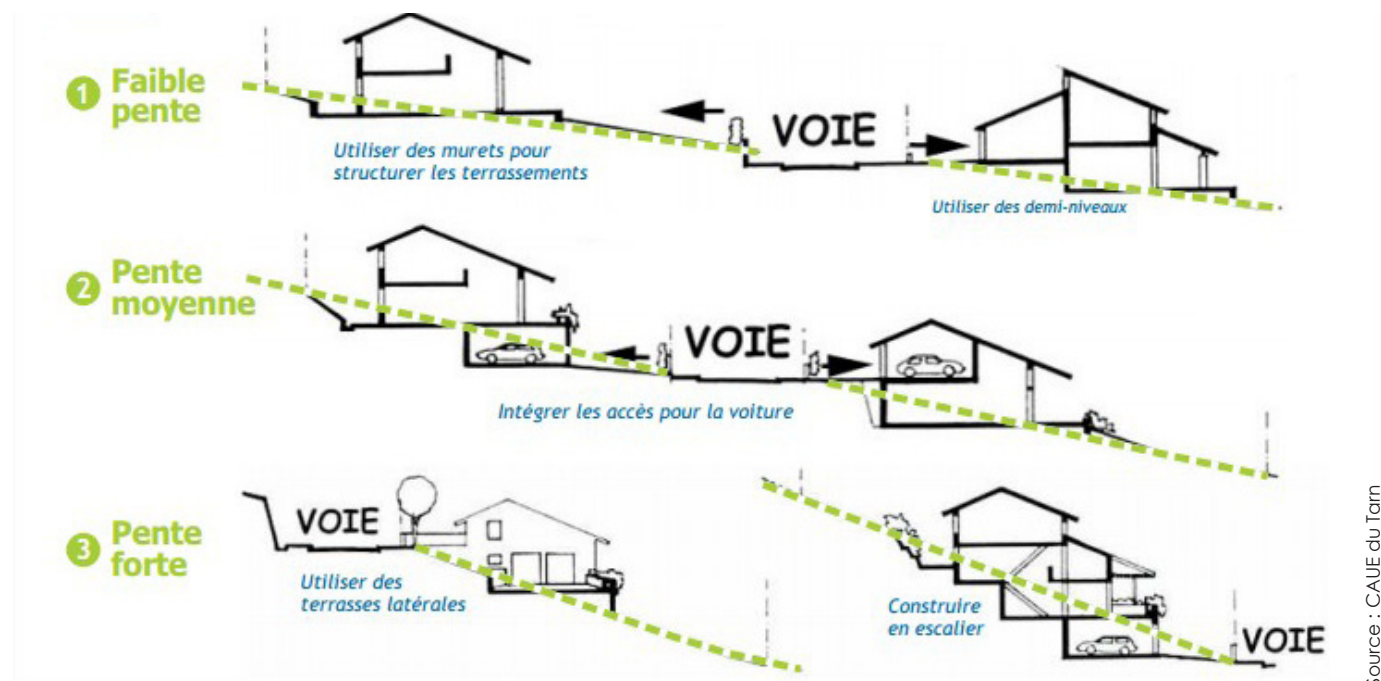 1 Faible
pente
VOIE
Utiliser des murets pour
structurer les terrassements
Utiliser des demi-niveaux
2 Pente
moyenne
VOIE
Intégrer les accès pour la voiture
3 Pente
forte
VOIE
Utiliser des
terrasses latérales
Construire
en escalier
VOIE
Source : CAUE du Tarn